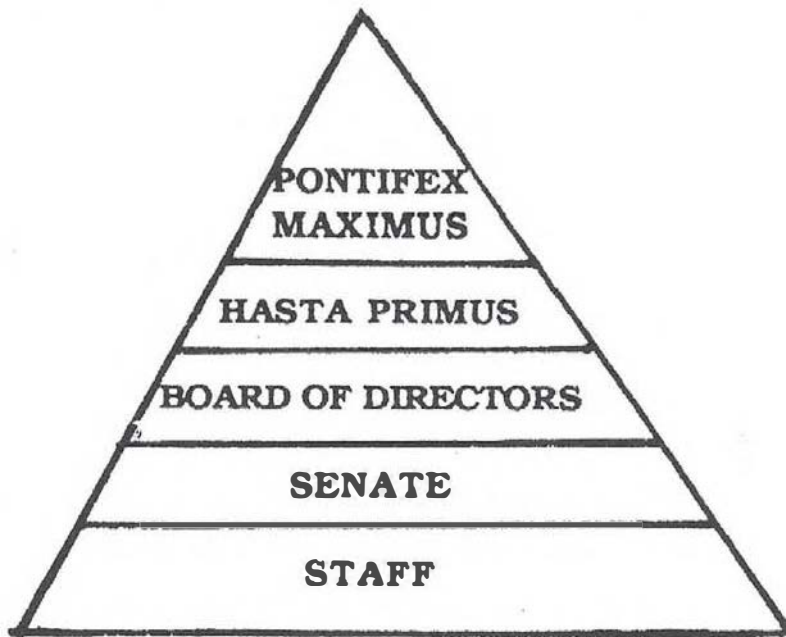 PONTIFEX
MAXIMUS
HASTA PRIMUS
BOARD OF DIRECTORS
SENATE
STAFF